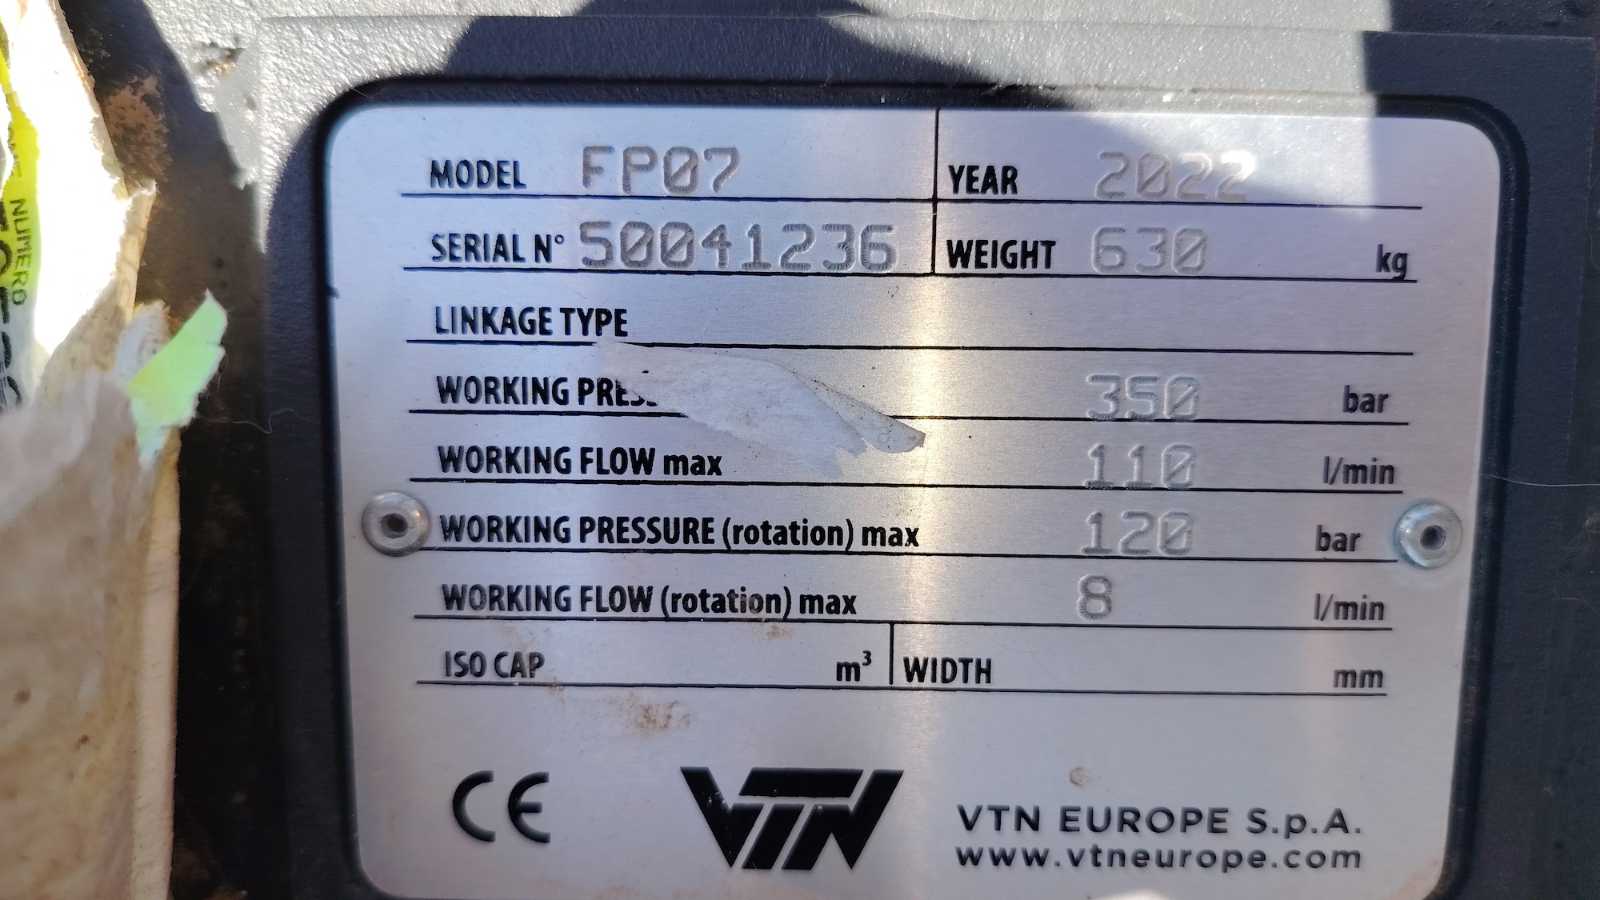 MODEL FP07 YEAR 2022
SERIAL N° 50041236 WEIGHT 630 kg
LINKAGE TYPE
WORKING 350 bar
WORKING FLOW max 110 l/min
WORKING PRESSURE (rotation) max 120 bar
WORKING FLOW (rotation) max 8 l/min
ISO CAP m³ WIDTH mm
CE VTN VTN EUROPE S.p.A.
www.vtneurope.com
NUMERO